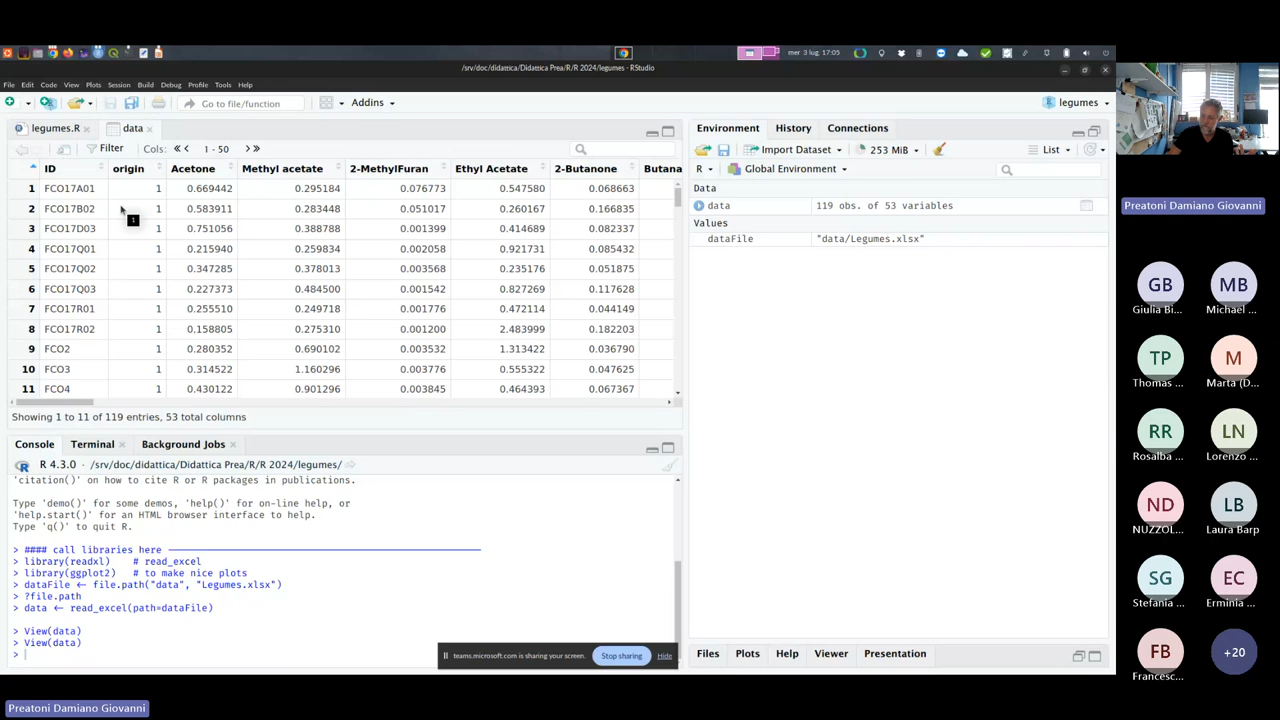 mer 3 lug, 17:05
/srv/doc/didattica/Didattica Prea/R/R 2024/legumes - RStudio
File Edit Code View Plots Session Build Debug Profile Tools Help
Go to file/function Addins legumes
legumes.R data
Filter Cols: 1 - 50
ID origin Acetone Methyl acetate 2-MethylFuran Ethyl Acetate 2-Butanone Butana
1 FCO17A01 1 0.669442 0.295184 0.076773 0.547580 0.068663
2 FCO17B02 1 0.583911 0.283448 0.051017 0.260167 0.166835
3 FCO17D03 1 0.751056 0.388788 0.001399 0.414689 0.082337
4 FCO17Q01 1 0.215940 0.259834 0.002058 0.921731 0.085432
5 FCO17Q02 1 0.347285 0.378013 0.003568 0.235176 0.051875
6 FCO17Q03 1 0.227373 0.484500 0.001542 0.827269 0.117628
7 FCO17R01 1 0.255510 0.249718 0.001776 0.472114 0.044149
8 FCO17R02 1 0.158805 0.275310 0.001200 2.483999 0.182203
9 FCO2 1 0.280352 0.690102 0.003532 1.313422 0.036790
10 FCO3 1 0.314522 1.160296 0.003776 0.555322 0.047625
11 FCO4 1 0.430122 0.901296 0.003845 0.464393 0.067367
1
Showing 1 to 11 of 119 entries, 53 total columns
Console Terminal Background Jobs
R 4.3.0 · /srv/doc/didattica/Didattica Prea/R/R 2024/legumes/
'citation()' on how to cite R or R packages in publications.
Type 'demo()' for some demos, 'help()' for on-line help, or
'help.start()' for an HTML browser interface to help.
Type 'q()' to quit R.
> #### call libraries here ————————————————
> library(readxl) # read_excel
> library(ggplot2) # to make nice plots
> dataFile <- file.path("data", "Legumes.xlsx")
> ?file.path
> data <- read_excel(path=dataFile)
> View(data)
> View(data)
>
Environment History Connections
Import Dataset 253 MiB List
R Global Environment
Data
data 119 obs. of 53 variables
Values
dataFile "data/Legumes.xlsx"
Files Plots Help Viewer Presentation
teams.microsoft.com is sharing your screen. Stop sharing Hide
Preatoni Damiano Giovanni
GB MB
Giulia Bi... Michael ...
TP M
Thomas ... Marta (D...
RR LN
Rosalba ... Lorenzo ...
ND LB
NUZZOL... Laura Barp
SG EC
Stefania ... Erminia ...
FB +20
Francesc...
Preatoni Damiano Giovanni